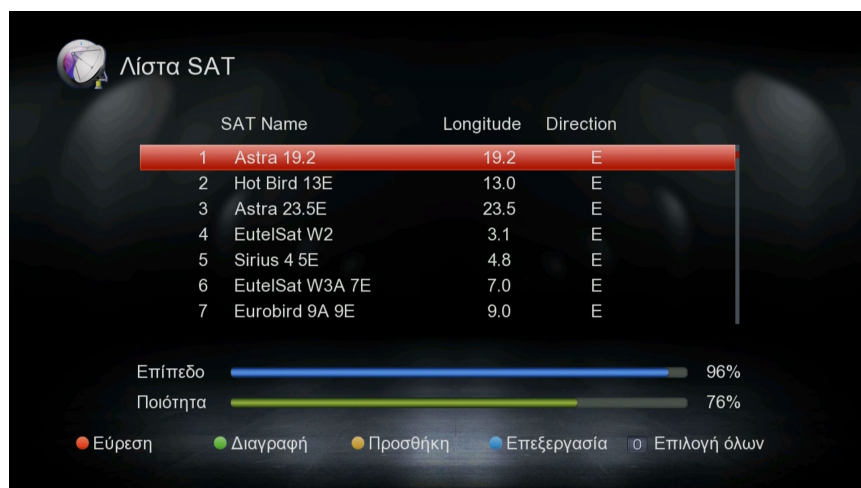 Λίστα SAT
SAT Name Longitude Direction
1 Astra 19.2 19.2 E
2 Hot Bird 13E 13.0 E
3 Astra 23.5E 23.5 E
4 EutelSat W2 3.1 E
5 Sirius 4 5E 4.8 E
6 EutelSat W3A 7E 7.0 E
7 Eurobird 9A 9E 9.0 E
Επίπεδο 96%
Ποιότητα 76%
Εύρεση Διαγραφή Προσθήκη Επεξεργασία 0 Επιλογή όλων